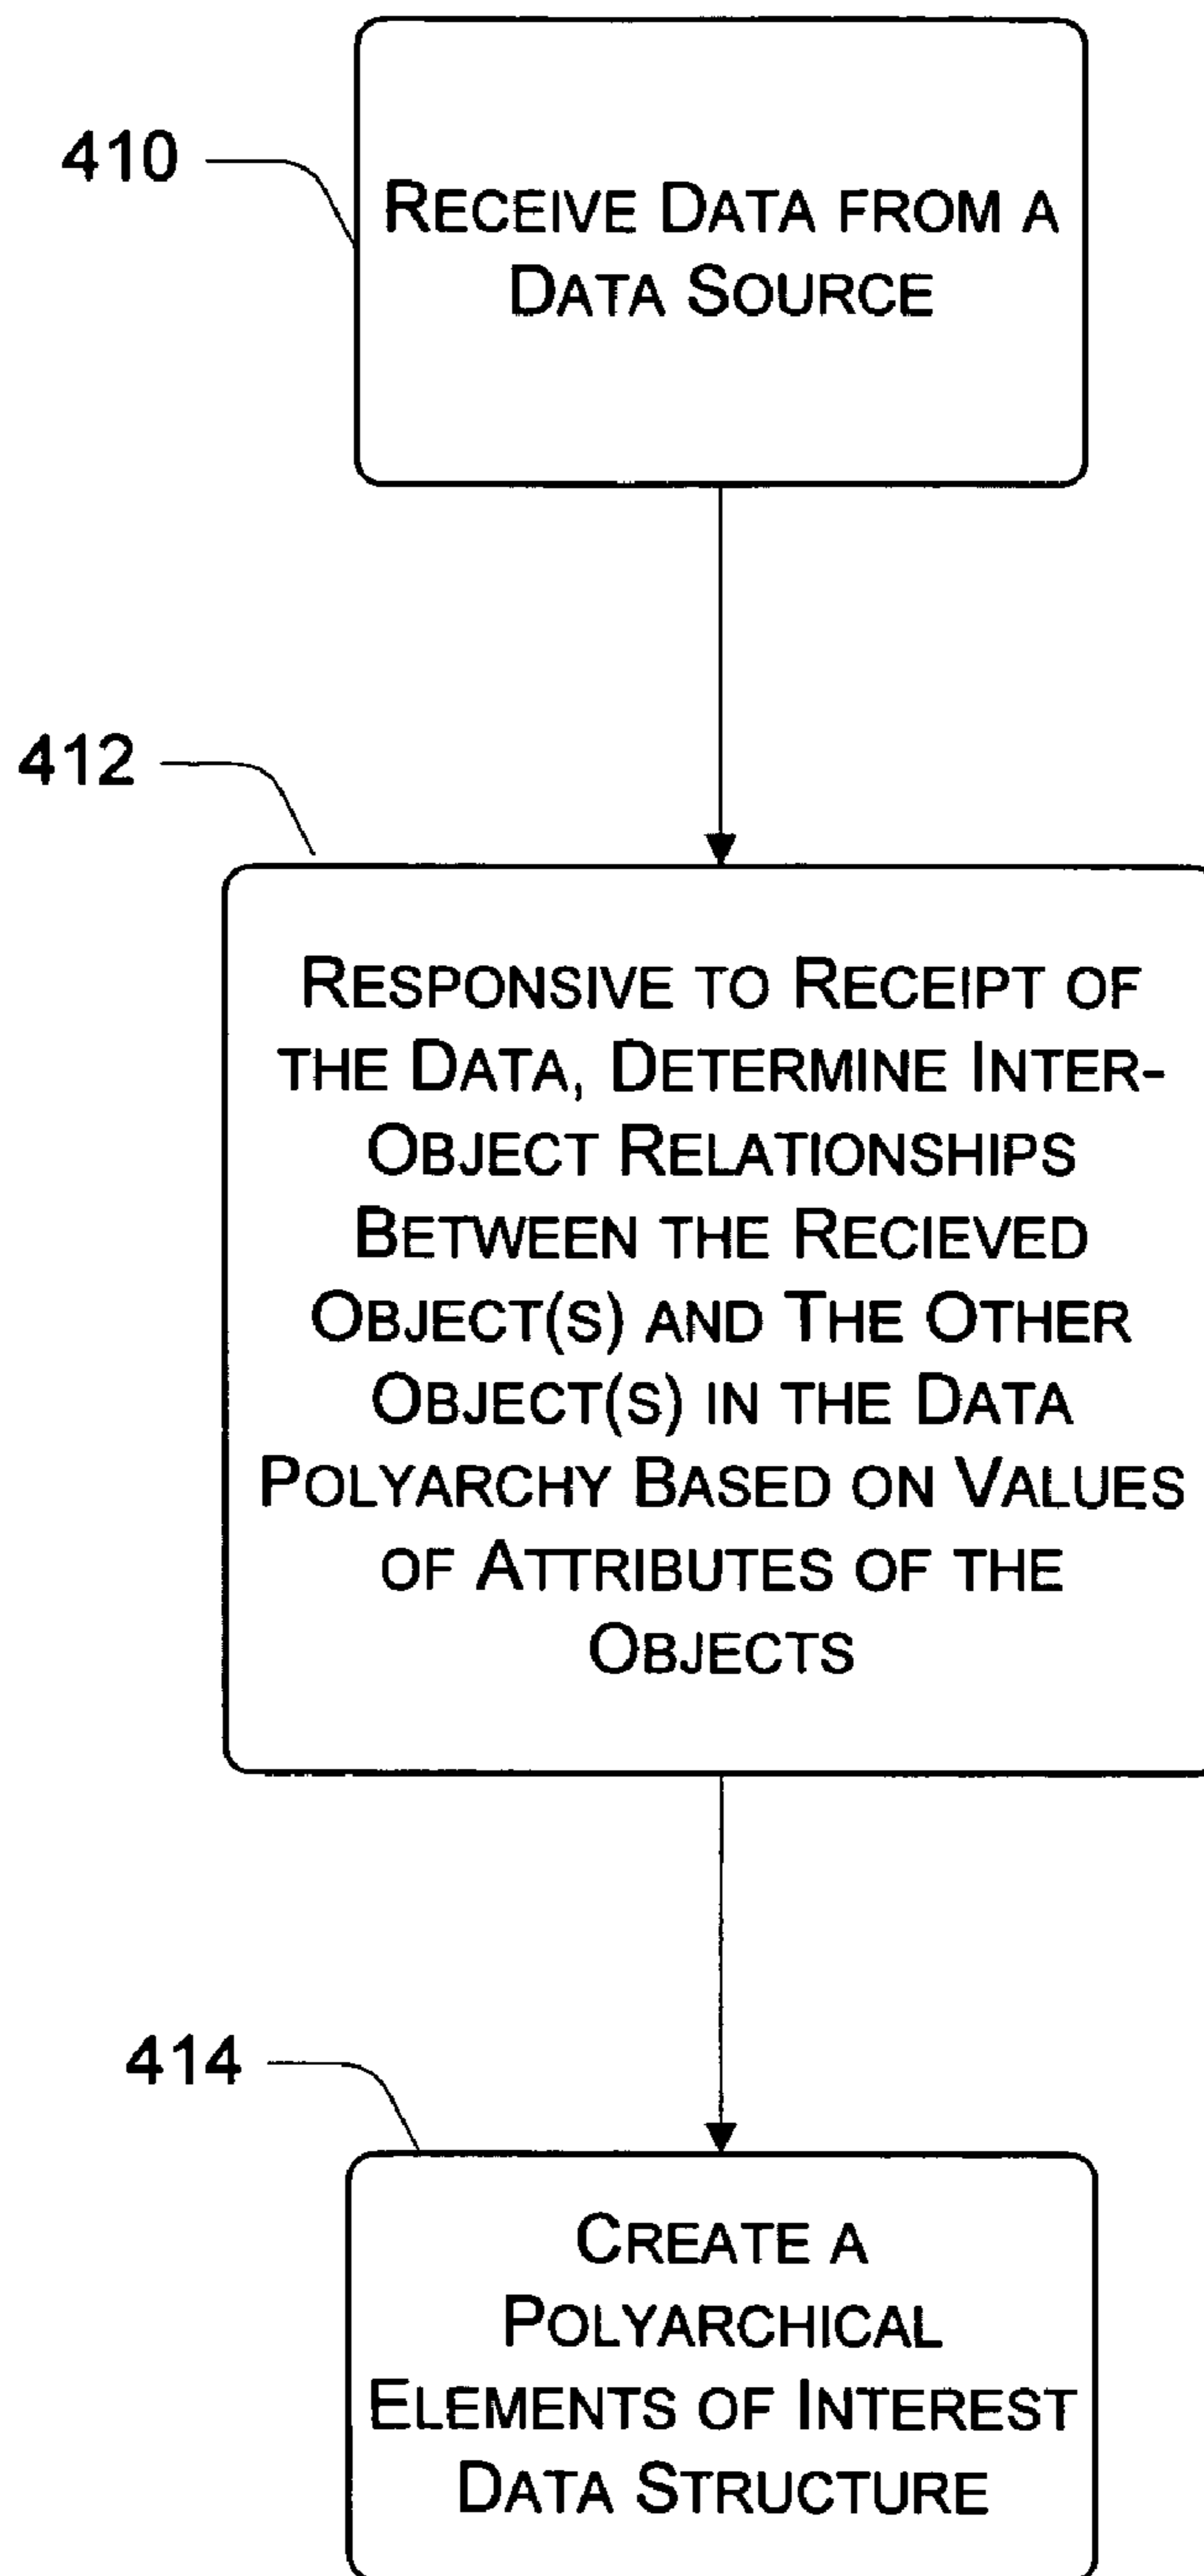 410
RECEIVE DATA FROM A
DATA SOURCE
412
RESPONSIVE TO RECEIPT OF
THE DATA, DETERMINE INTER-
OBJECT RELATIONSHIPS
BETWEEN THE RECIEVED
OBJECT(S) AND THE OTHER
OBJECT(S) IN THE DATA
POLYARCHY BASED ON VALUES
OF ATTRIBUTES OF THE
OBJECTS
414
CREATE A
POLYARCHICAL
ELEMENTS OF INTEREST
DATA STRUCTURE